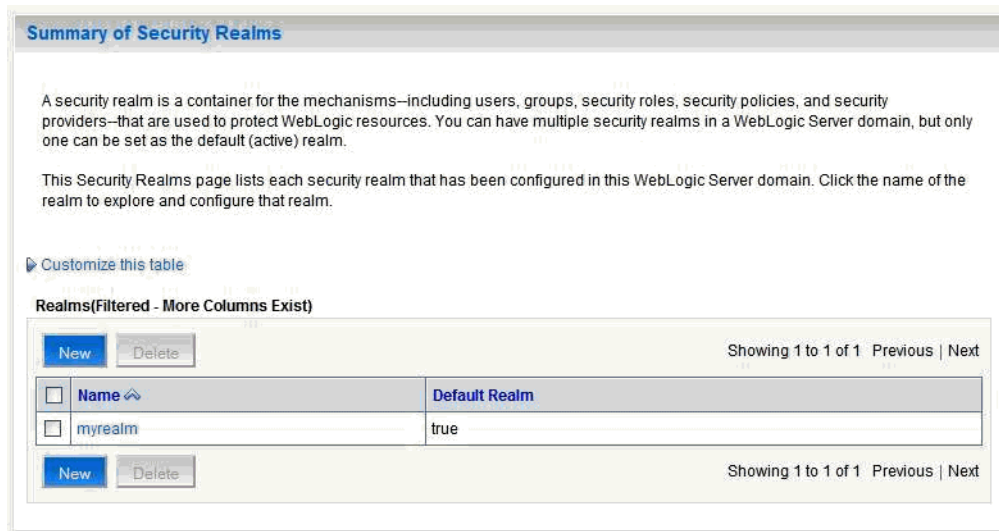 Summary of Security Realms
A security realm is a container for the mechanisms--including users, groups, security roles, security policies, and security
providers--that are used to protect WebLogic resources. You can have multiple security realms in a WebLogic Server domain, but only
one can be set as the default (active) realm.
This Security Realms page lists each security realm that has been configured in this WebLogic Server domain. Click the name of the
realm to explore and configure that realm.
Customize this table
Realms(Filtered - More Columns Exist)
New Delete Showing 1 to 1 of 1 Previous | Next
Name Default Realm
myrealm true
New Delete Showing 1 to 1 of 1 Previous | Next